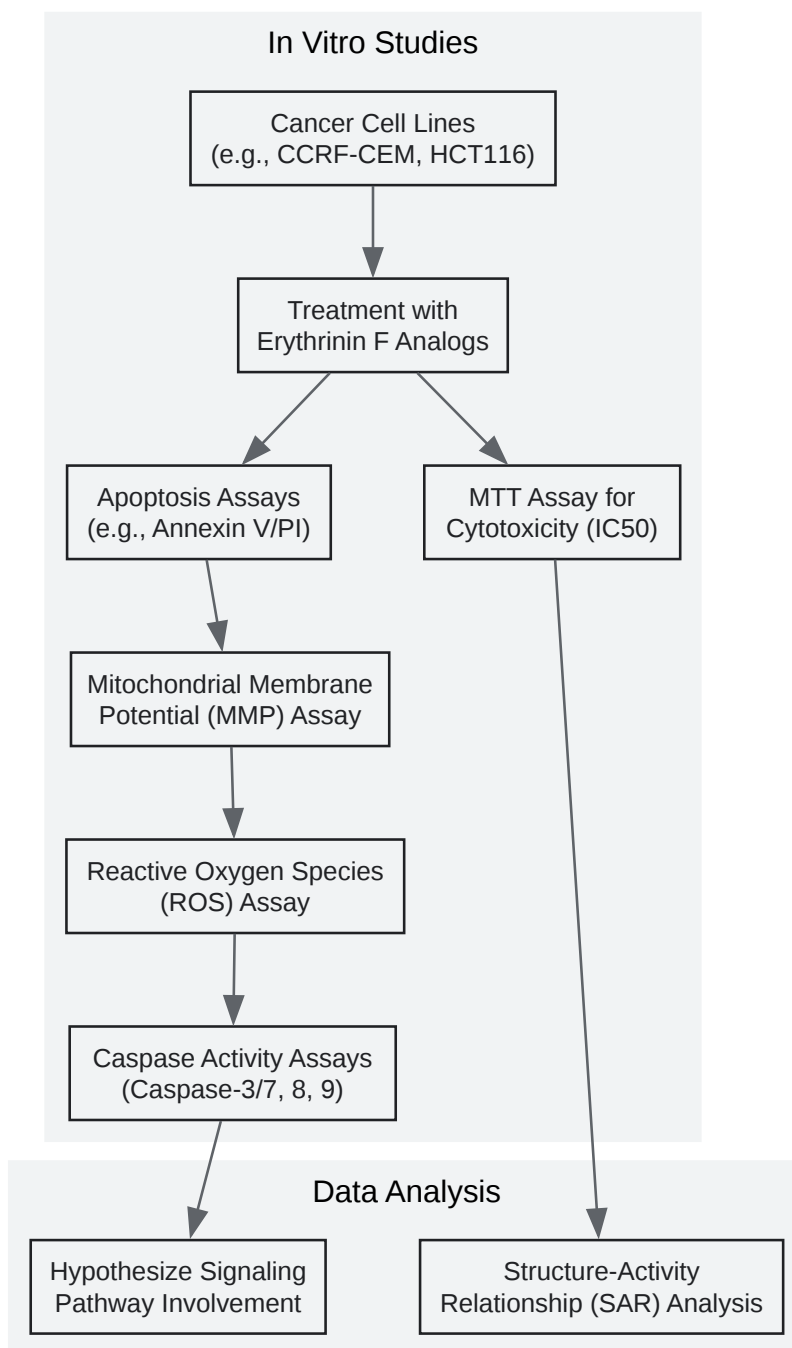 In Vitro Studies
Cancer Cell Lines
(e.g., CCRF-CEM, HCT116)
Treatment with
Erythrinin F Analogs
Apoptosis Assays
(e.g., Annexin V/PI)
MTT Assay for
Cytotoxicity (IC50)
Mitochondrial Membrane
Potential (MMP) Assay
Reactive Oxygen Species
(ROS) Assay
Caspase Activity Assays
(Caspase-3/7, 8, 9)
Data Analysis
Hypothesize Signaling
Pathway Involvement
Structure-Activity
Relationship (SAR) Analysis